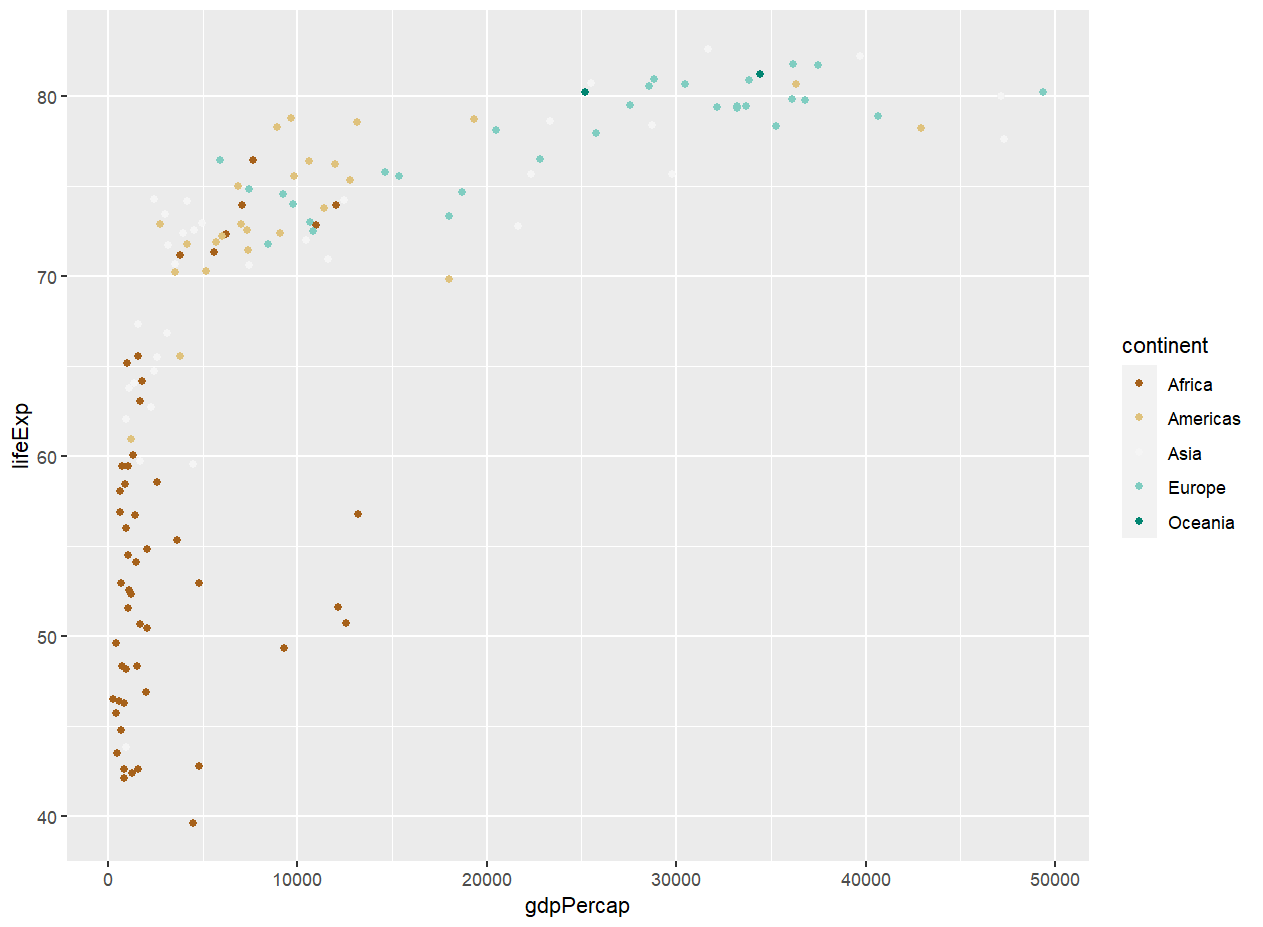 80
70
60
50
40
lifeExp
0 10000 20000 30000 40000 50000
gdpPercap
continent
Africa
Americas
Asia
Europe
Oceania